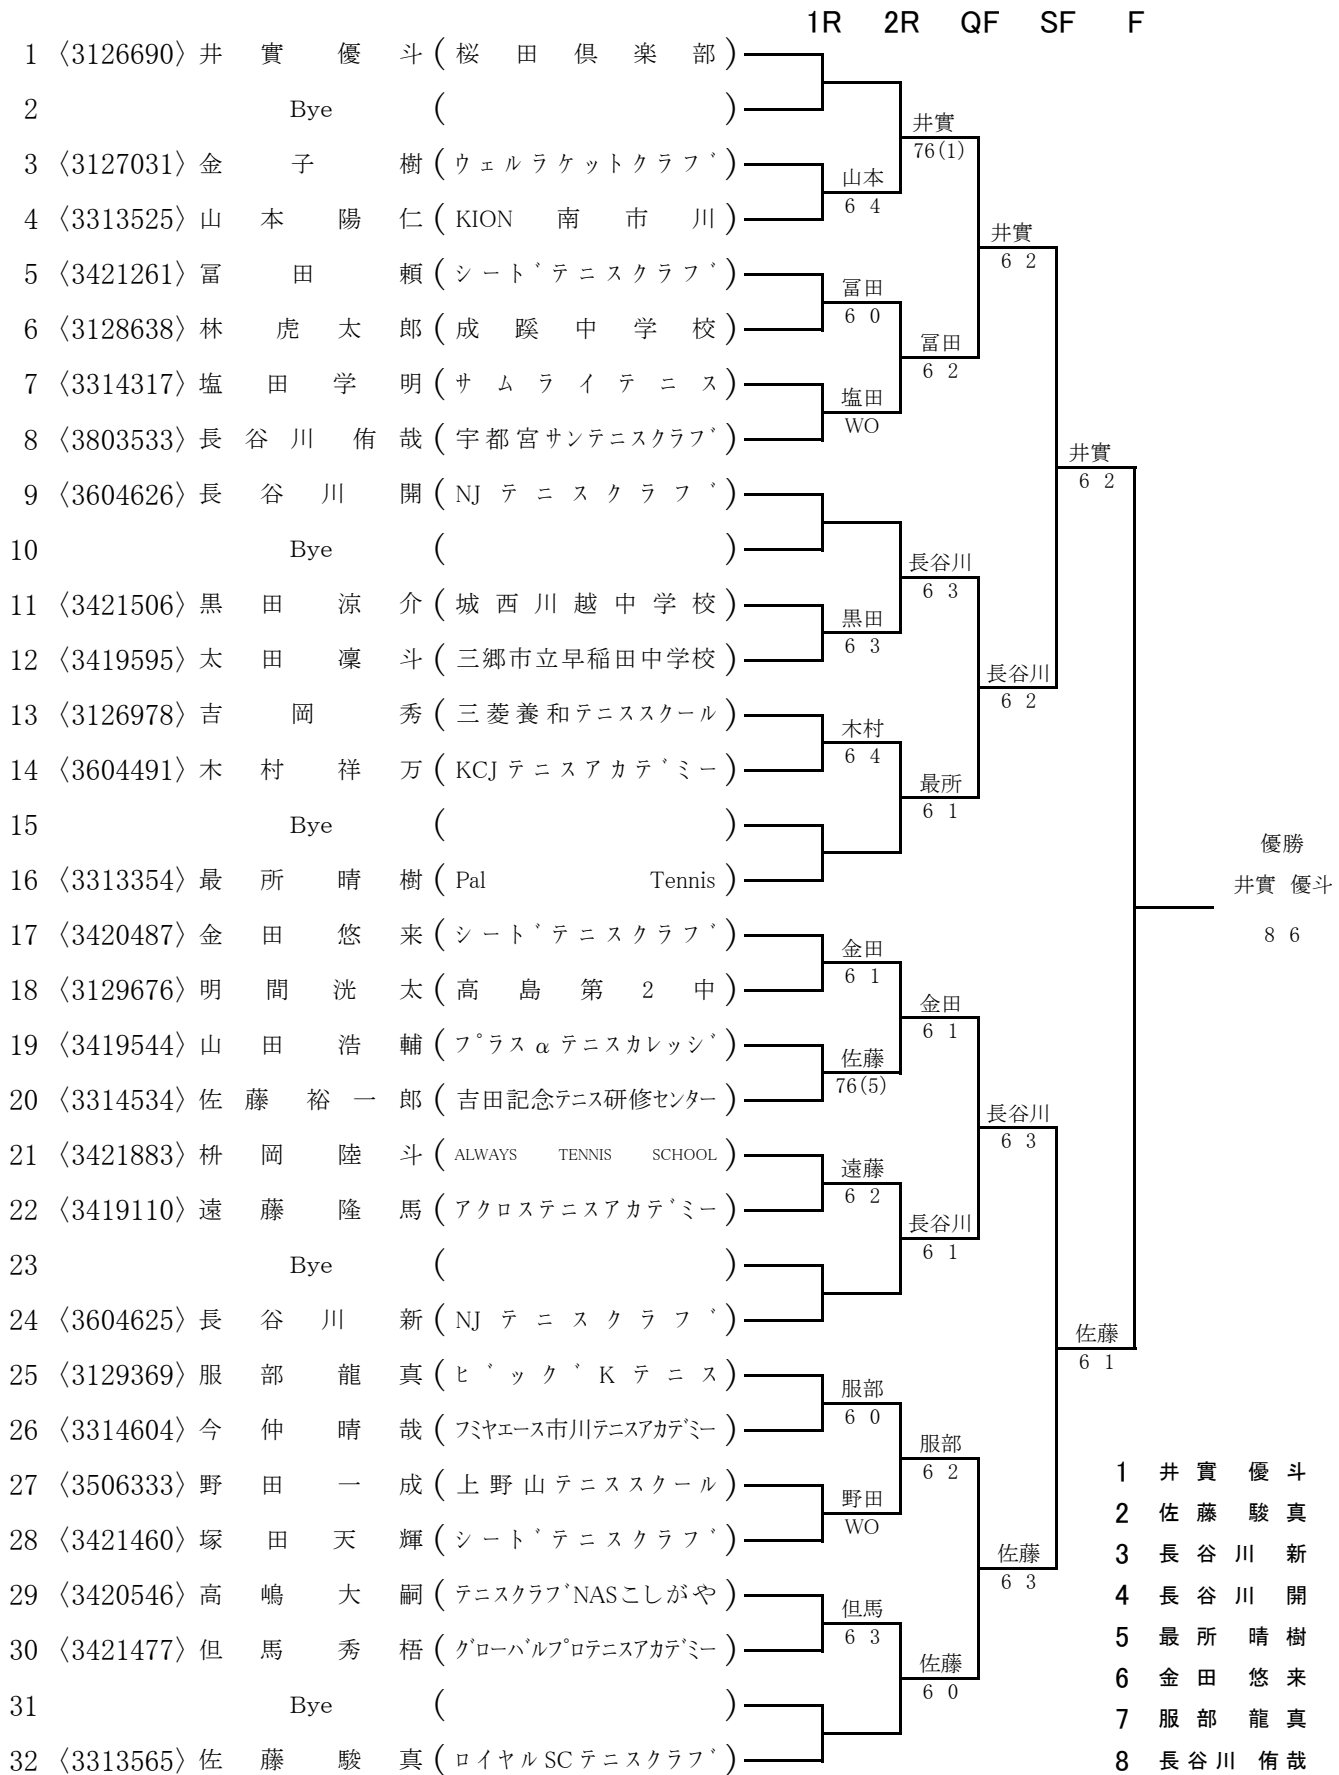 1R 2R QF SF F
1 〈3126690〉 井實優斗 (桜田倶楽部)
2 Bye ( )
井實
76(1)
3 〈3127031〉 金子樹 (ウェルラケットクラブ)
山本
6 4
4 〈3313525〉 山本陽仁 (KION 南市川)
井實
6 2
5 〈3421261〉 冨田頼 (シードテニスクラブ)
冨田
6 0
6 〈3128638〉 林虎太郎 (成蹊中学校)
冨田
6 2
7 〈3314317〉 塩田学明 (サムライテニス)
塩田
WO
8 〈3803533〉 長谷川侑哉 (宇都宮サンテニスクラブ)
井實
6 2
9 〈3604626〉 長谷川開 (NJテニスクラブ)
10 Bye ( )
長谷川
6 3
11 〈3421506〉 黒田涼介 (城西川越中学校)
黒田
6 3
12 〈3419595〉 太田凜斗 (三郷市立早稲田中学校)
長谷川
6 2
13 〈3126978〉 吉岡秀 (三菱養和テニススクール)
木村
6 4
14 〈3604491〉 木村祥万 (KCJテニスアカデミー)
最所
6 1
15 Bye ( )
優勝
16 〈3313354〉 最所晴樹 (Pal Tennis)
井實 優斗
8 6
17 〈3420487〉 金田悠来 (シードテニスクラブ)
金田
6 1
18 〈3129676〉 明間洸太 (高島第2中)
金田
6 1
19 〈3419544〉 山田浩輔 (プラスαテニスカレッジ)
佐藤
76(5)
20 〈3314534〉 佐藤裕一郎 (吉田記念テニス研修センター)
長谷川
6 3
21 〈3421883〉 枡岡陸斗 (ALWAYS TENNIS SCHOOL)
遠藤
6 2
22 〈3419110〉 遠藤隆馬 (アクロステニスアカデミー)
長谷川
6 1
23 Bye ( )
24 〈3604625〉 長谷川新 (NJテニスクラブ)
佐藤
6 1
25 〈3129369〉 服部龍真 (ビッグKテニス)
服部
6 0
26 〈3314604〉 今仲晴哉 (フミヤエース市川テニスアカデミー)
服部
6 2
27 〈3506333〉 野田一成 (上野山テニススクール)
野田
WO
28 〈3421460〉 塚田天輝 (シードテニスクラブ)
佐藤
6 3
29 〈3420546〉 高嶋大嗣 (テニスクラブNASこしがや)
但馬
6 3
30 〈3421477〉 但馬秀梧 (グローバルプロテニスアカデミー)
佐藤
6 0
31 Bye ( )
32 〈3313565〉 佐藤駿真 (ロイヤルSCテニスクラブ)
1 井實優斗
2 佐藤駿真
3 長谷川新
4 長谷川開
5 最所晴樹
6 金田悠来
7 服部龍真
8 長谷川侑哉